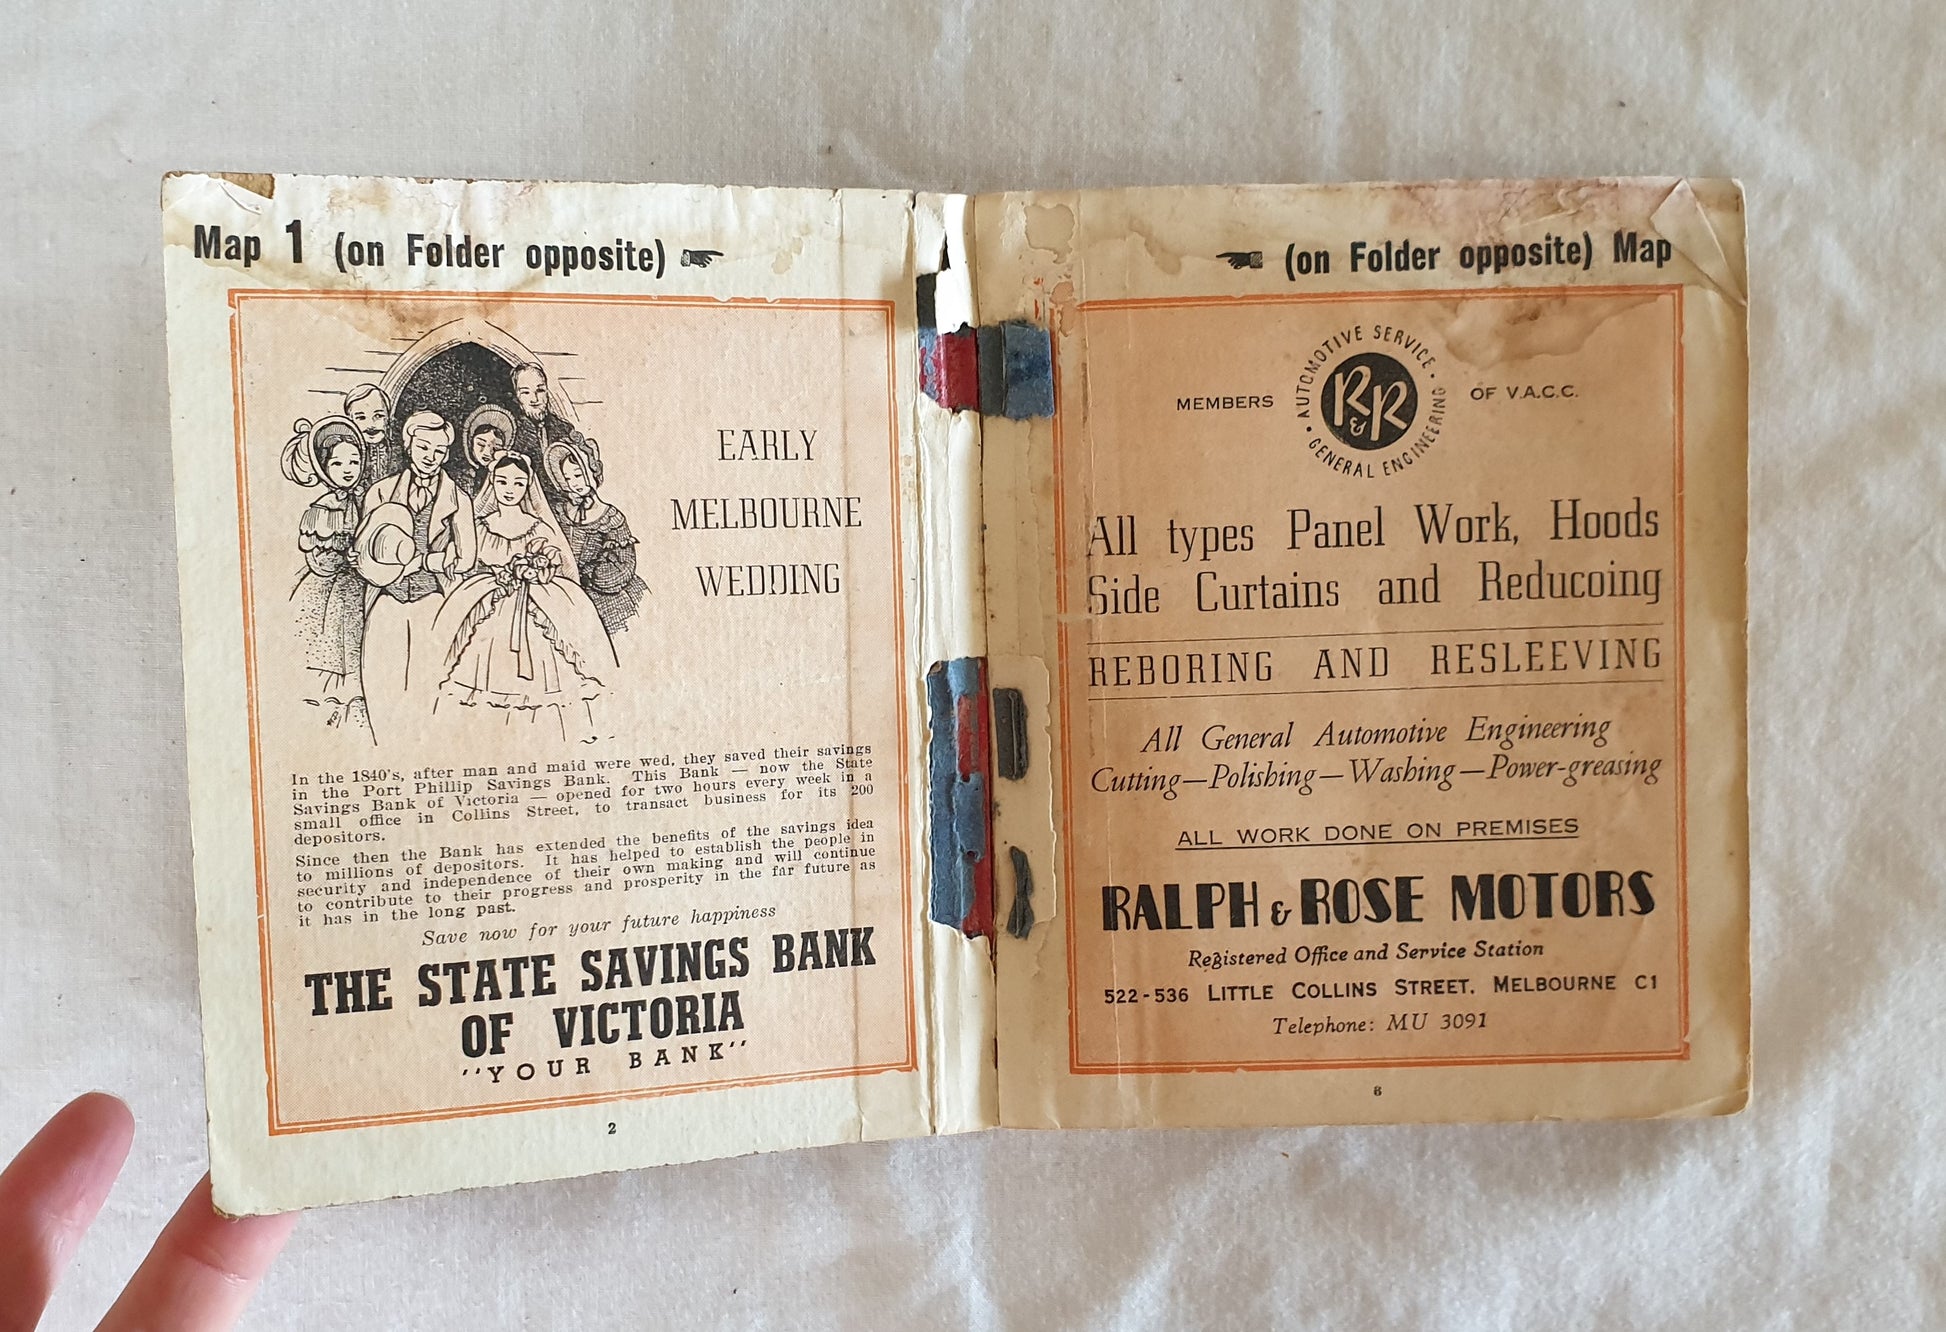 Map 1 (on Folder opposite)
EARLY
MELBOURNE
WEDDING
In the 1840's, after man and maid were wed, they saved their savings
in the Port Phillip Savings Bank. This Bank — now the State
Savings Bank of Victoria — opened for two hours every week in a
small office in Collins Street, to transact business for its 200
depositors.
Since then the Bank has extended the benefits of the savings idea
to millions of depositors. It has helped to establish the people in
security and independence of their own making and will continue
to contribute to their progress and prosperity in the far future as
it has in the long past.
Save now for your future happiness
THE STATE SAVINGS BANK
OF VICTORIA
"YOUR BANK"
2
(on Folder opposite) Map
MEMBERS
AUTOMOTIVE SERVICE
R&R
GENERAL ENGINEERING
OF V.A.C.C.
All types Panel Work, Hoods
Side Curtains and Reducoing
REBORING AND RESLEEVING
All General Automotive Engineering
Cutting—Polishing—Washing—Power-greasing
ALL WORK DONE ON PREMISES
RALPH & ROSE MOTORS
Registered Office and Service Station
522-536 LITTLE COLLINS STREET. MELBOURNE C1
Telephone: MU 3091
6